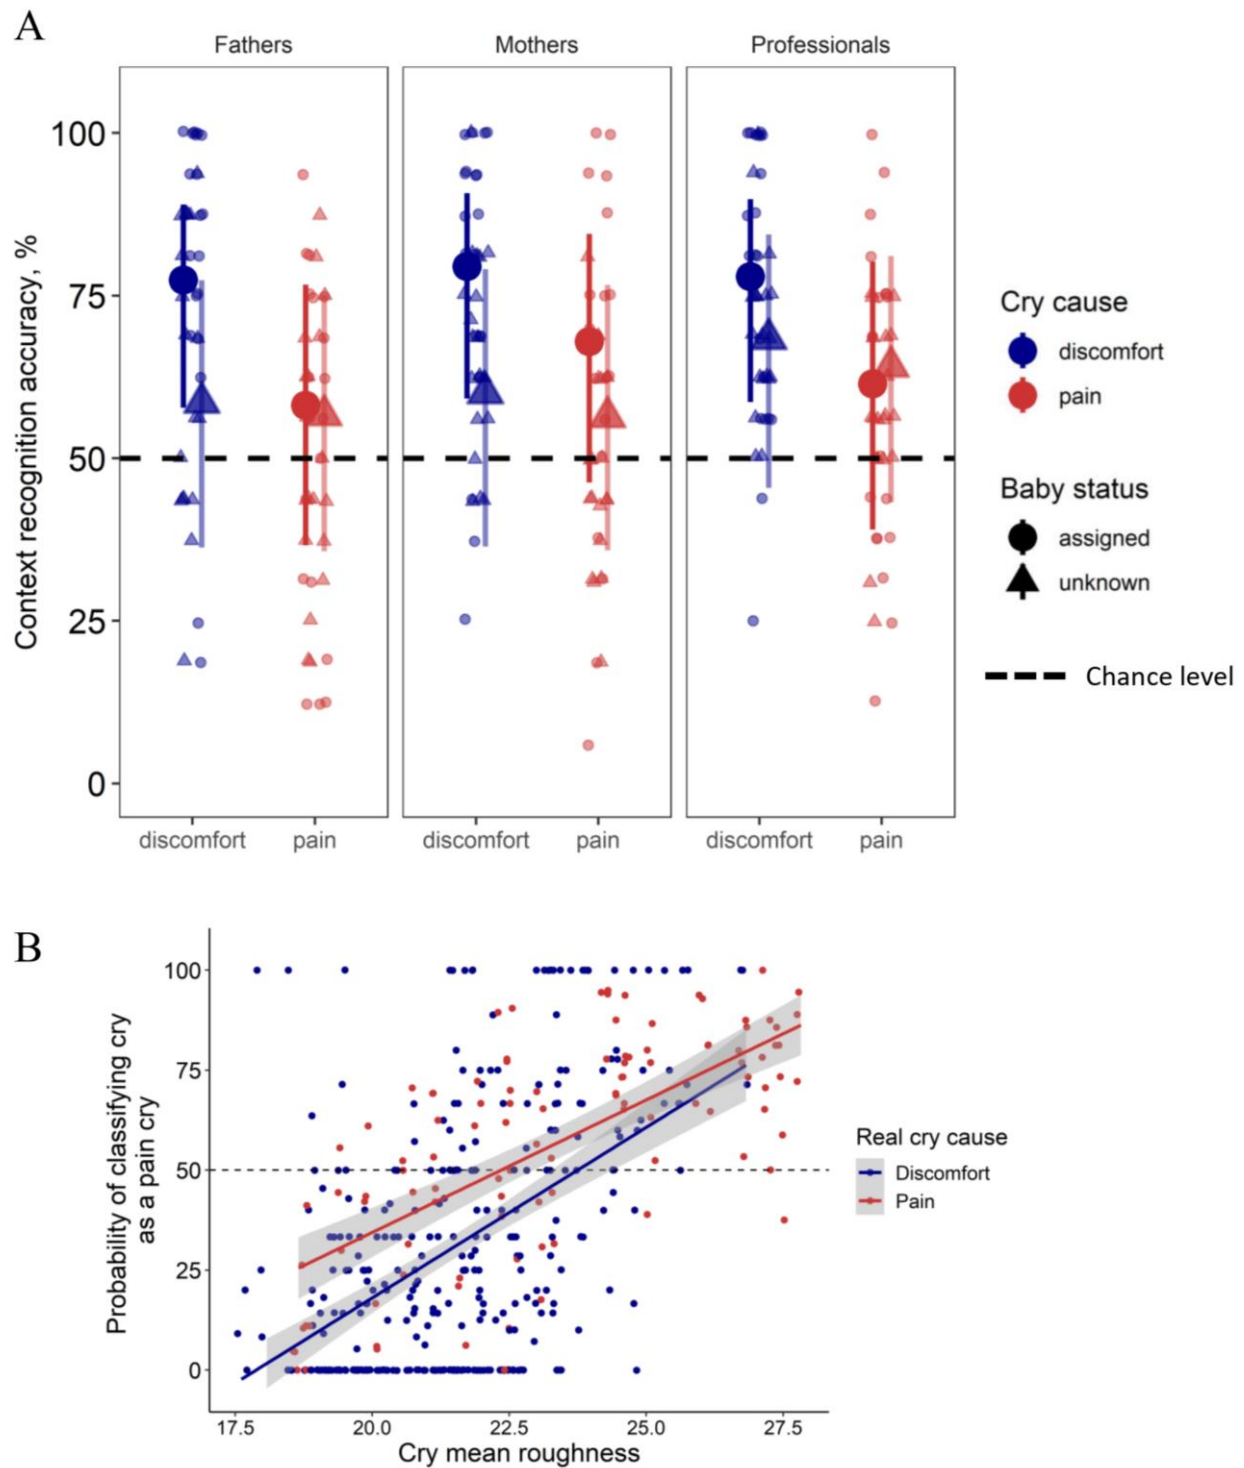 A
Fathers
Mothers
Professionals
Context recognition accuracy, %
100
75
50
25
0
discomfort
pain
discomfort
pain
discomfort
pain
Cry cause
discomfort
pain
Baby status
assigned
unknown
Chance level
B
Probability of classifying cry
as a pain cry
100
75
50
25
0
17.5
20.0
22.5
25.0
27.5
Cry mean roughness
Real cry cause
Discomfort
Pain